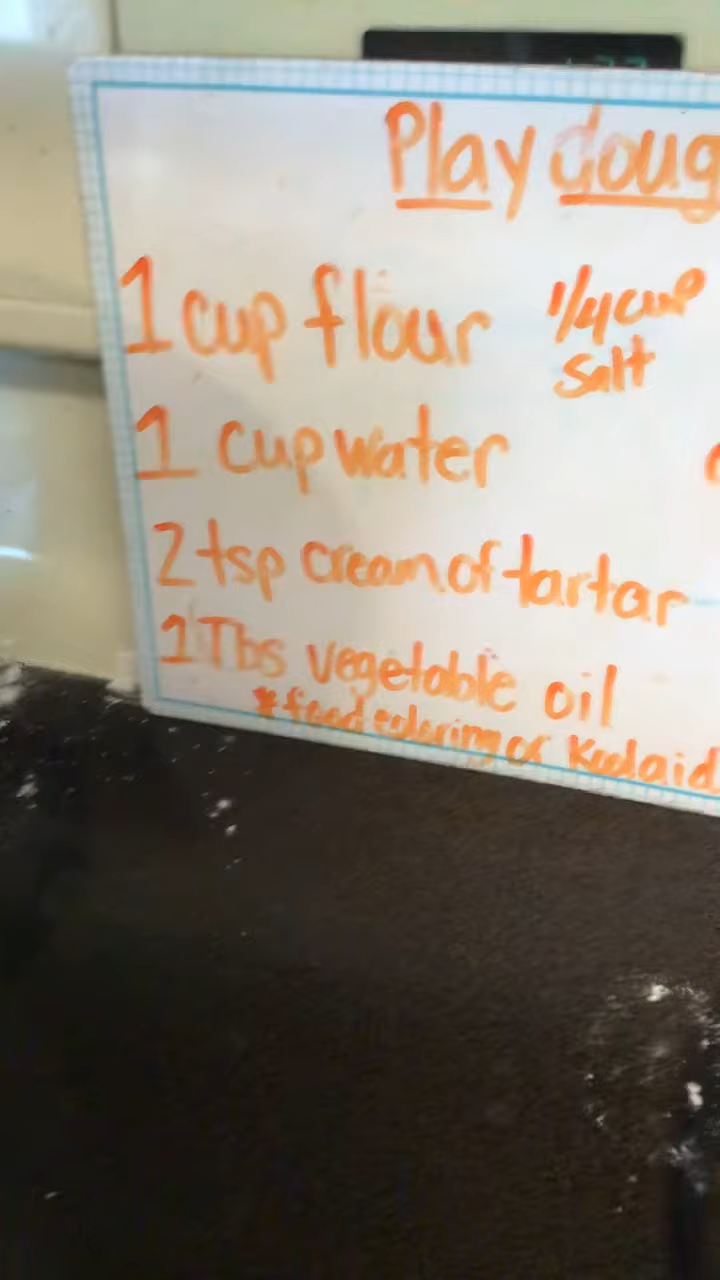 Play doug
1 cup flour
1/4 cup
salt
1 cup water
2 tsp cream of tartar
1 Tbs vegetable oil
* food coloring or Koolaid